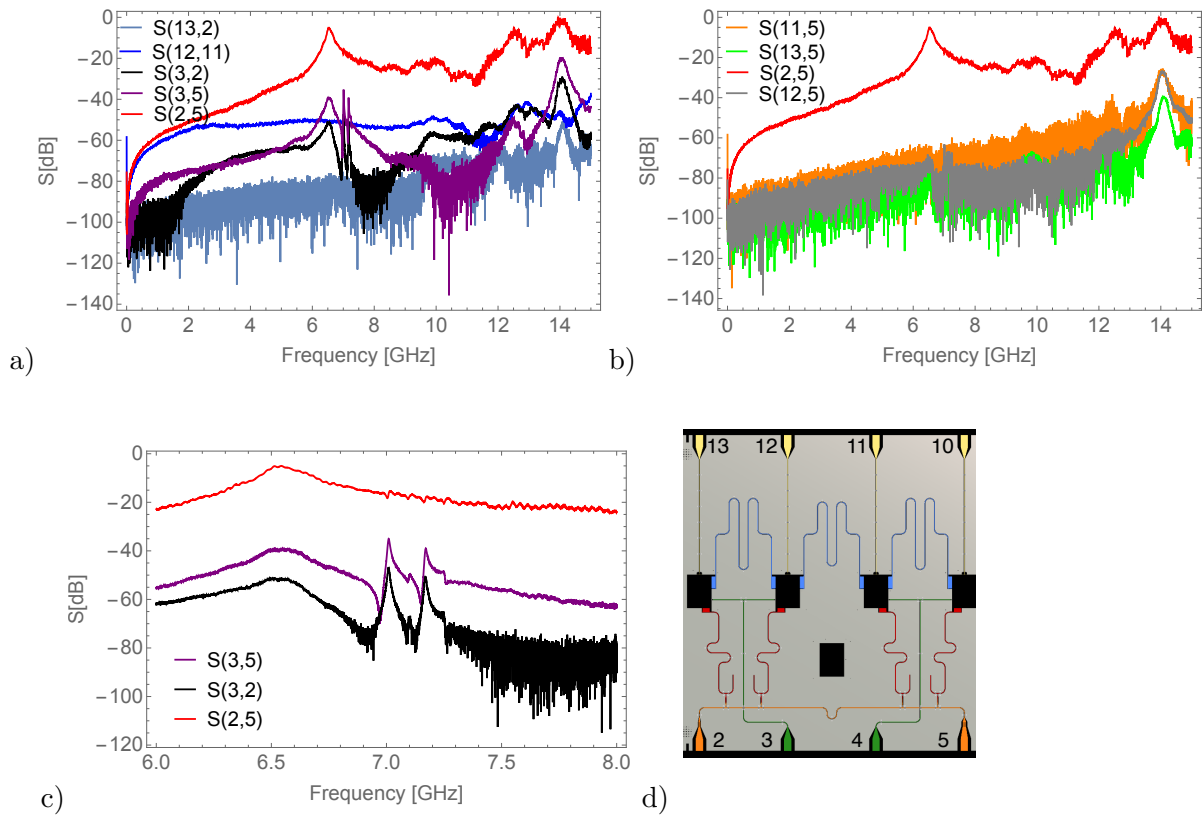 S(13,2)
S(12,11)
S(3,2)
S(3,5)
S(2,5)
0
−20
−40
−60
−80
−100
−120
−140
S[dB]
0 2 4 6 8 10 12 14
Frequency [GHz]
a)
S(11,5)
S(13,5)
S(2,5)
S(12,5)
0
−20
−40
−60
−80
−100
−120
−140
S[dB]
0 2 4 6 8 10 12 14
Frequency [GHz]
b)
0
−20
−40
−60
−80
−100
−120
S[dB]
S(3,5)
S(3,2)
S(2,5)
6.0 6.5 7.0 7.5 8.0
Frequency [GHz]
c)
13 12 11 10
2 3 4 5
d)